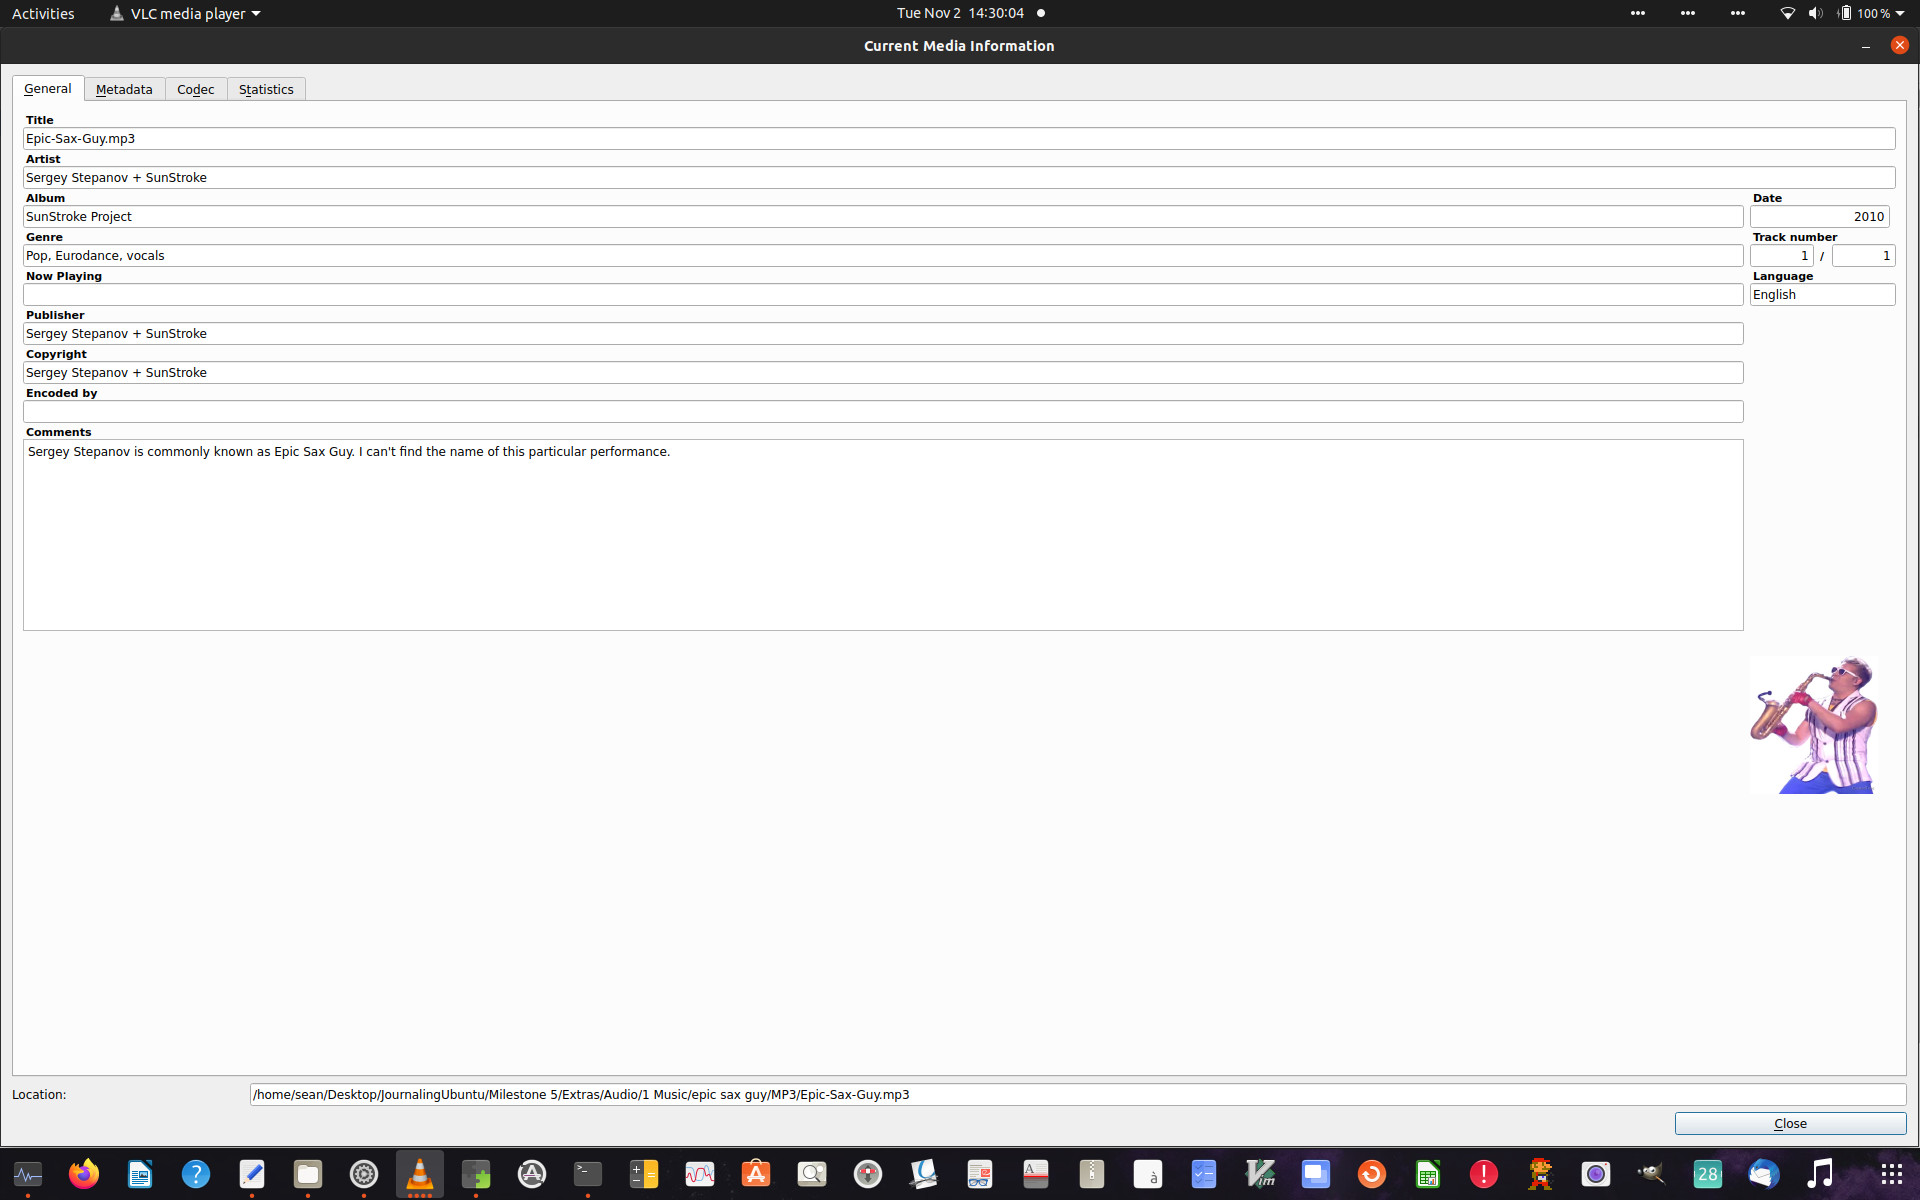 Activities
VLC media player
Tue Nov 2 14:30:04
100 %
Current Media Information
General
Metadata
Codec
Statistics
Title
Epic-Sax-Guy.mp3
Artist
Sergey Stepanov + SunStroke
Album
Date
SunStroke Project
2010
Genre
Track number
Pop, Eurodance, vocals
1 / 1
Now Playing
Language
English
Publisher
Sergey Stepanov + SunStroke
Copyright
Sergey Stepanov + SunStroke
Encoded by
Comments
Sergey Stepanov is commonly known as Epic Sax Guy. I can't find the name of this particular performance.
Location:
/home/sean/Desktop/JournalingUbuntu/Milestone 5/Extras/Audio/1 Music/epic sax guy/MP3/Epic-Sax-Guy.mp3
Close
?
>_
A
à
Vim
!
28